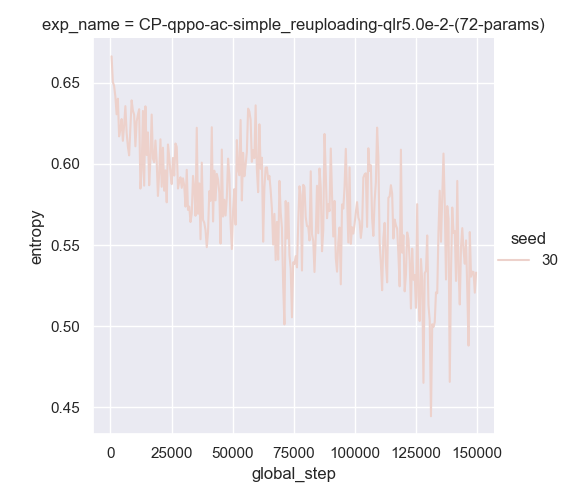 exp_name = CP-qppo-ac-simple_reuploading-qlr5.0e-2-(72-params)
0.65
0.60
0.55
0.50
0.45
entropy
seed
30
0 25000 50000 75000 100000 125000 150000
global_step